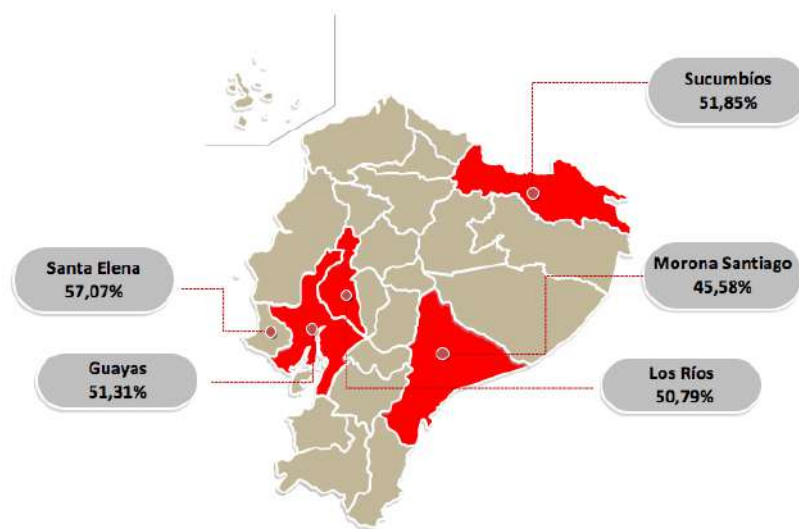 Sucumbíos
51,85%
Santa Elena
57,07%
Morona Santiago
45,58%
Guayas
51,31%
Los Ríos
50,79%